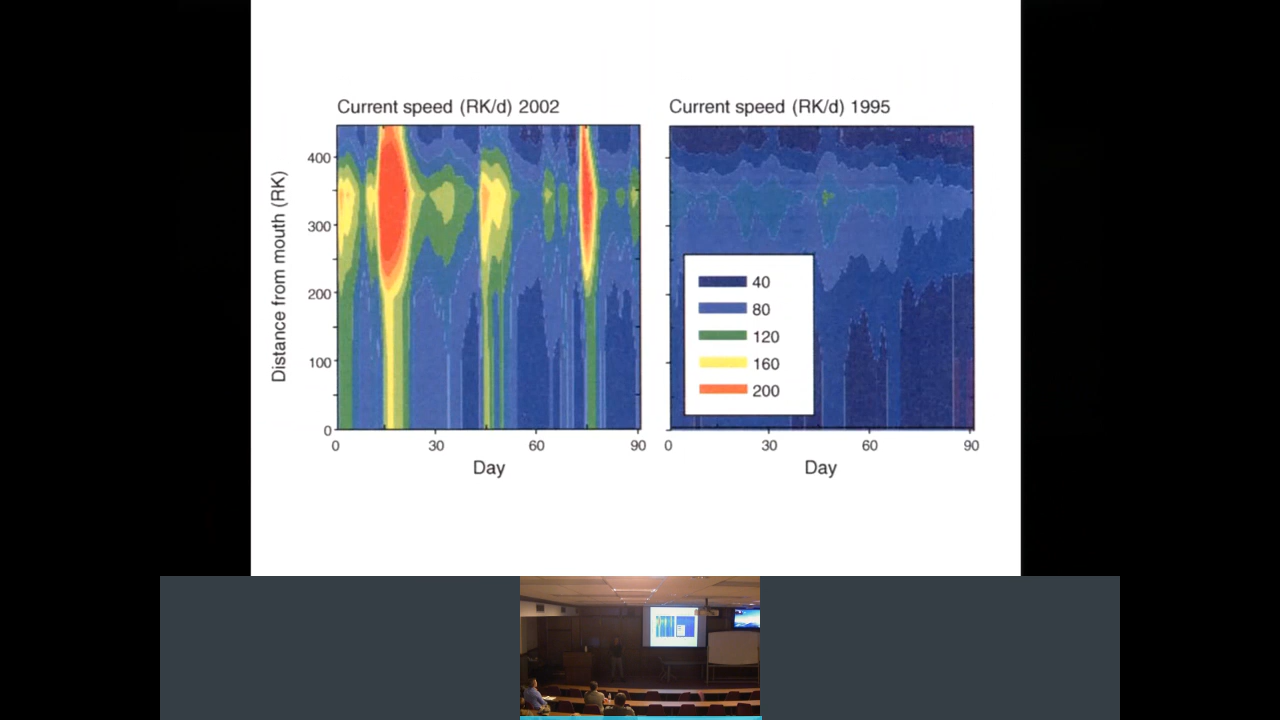 Current speed (RK/d) 2002
Current speed (RK/d) 1995
Distance from mouth (RK)
400
300
200
100
0
0 30 60 90
Day
40
80
120
160
200
0 30 60 90
Day